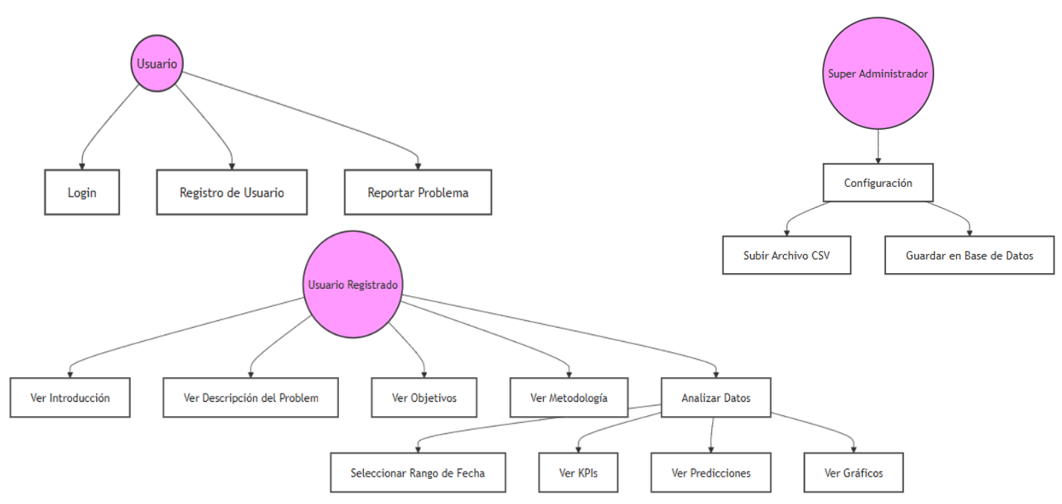 Usuario
Super Administrador
Login
Registro de Usuario
Reportar Problema
Configuración
Subir Archivo CSV
Guardar en Base de Datos
Usuario Registrado
Ver Introducción
Ver Descripción del Problem
Ver Objetivos
Ver Metodología
Analizar Datos
Seleccionar Rango de Fecha
Ver KPIs
Ver Predicciones
Ver Gráficos